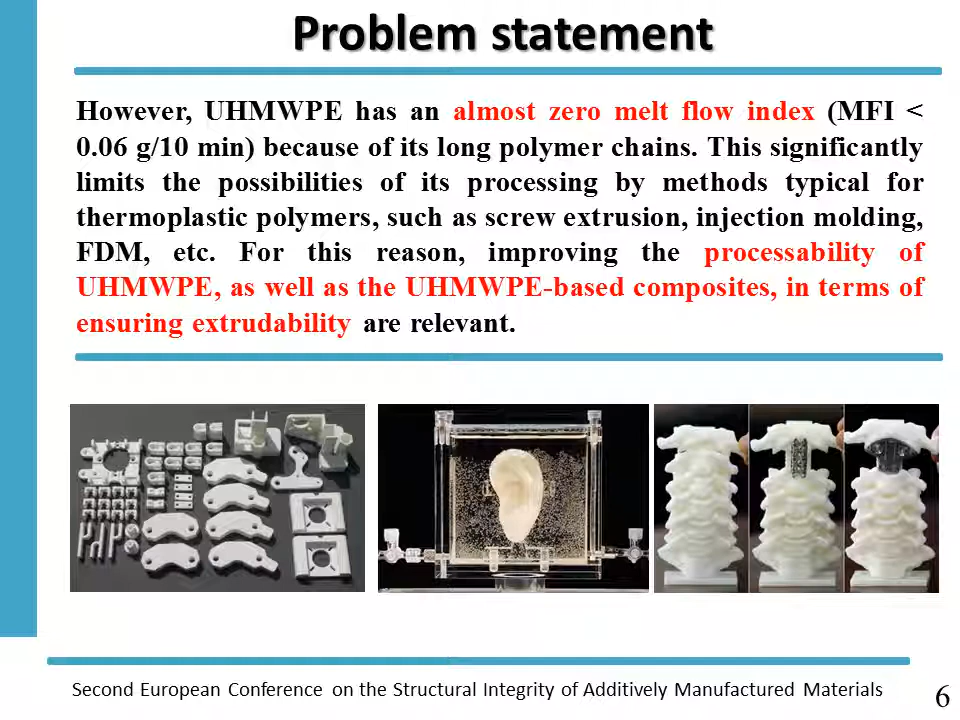 Problem statement
However, UHMWPE has an almost zero melt flow index (MFI <
0.06 g/10 min) because of its long polymer chains. This significantly
limits the possibilities of its processing by methods typical for
thermoplastic polymers, such as screw extrusion, injection molding,
FDM, etc. For this reason, improving the processability of
UHMWPE, as well as the UHMWPE-based composites, in terms of
ensuring extrudability are relevant.
Second European Conference on the Structural Integrity of Additively Manufactured Materials
6